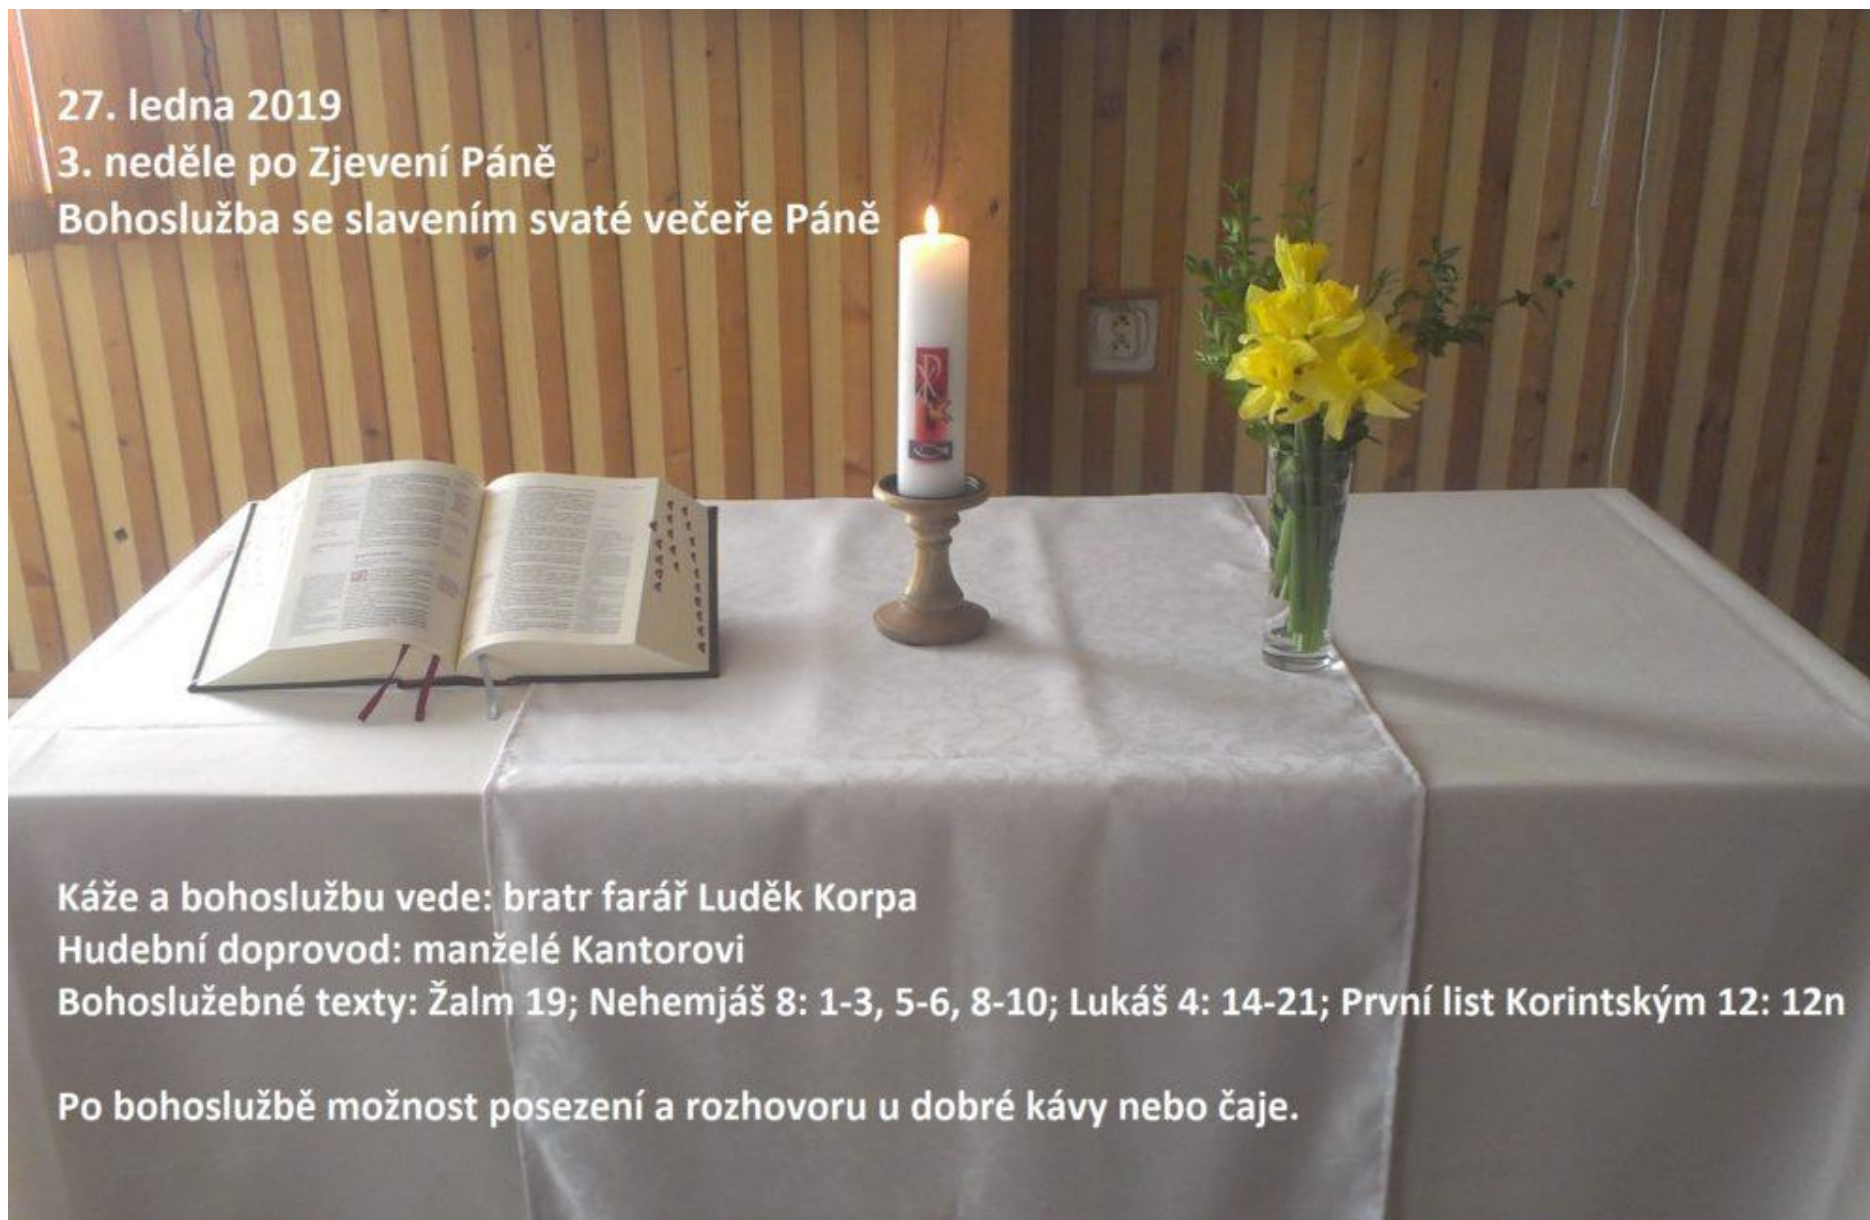 27. ledna 2019
3. neděle po Zjevení Páně
Bohoslužba se slavením svaté večeře Páně
Káže a bohoslužbu vede: bratr farář Luděk Korpa
Hudební doprovod: manželé Kantorovi
Bohoslužebné texty: Žalm 19; Nehemjáš 8: 1-3, 5-6, 8-10; Lukáš 4: 14-21; První list Korintským 12: 12n
Po bohoslužbě možnost posezení a rozhovoru u dobré kávy nebo čaje.